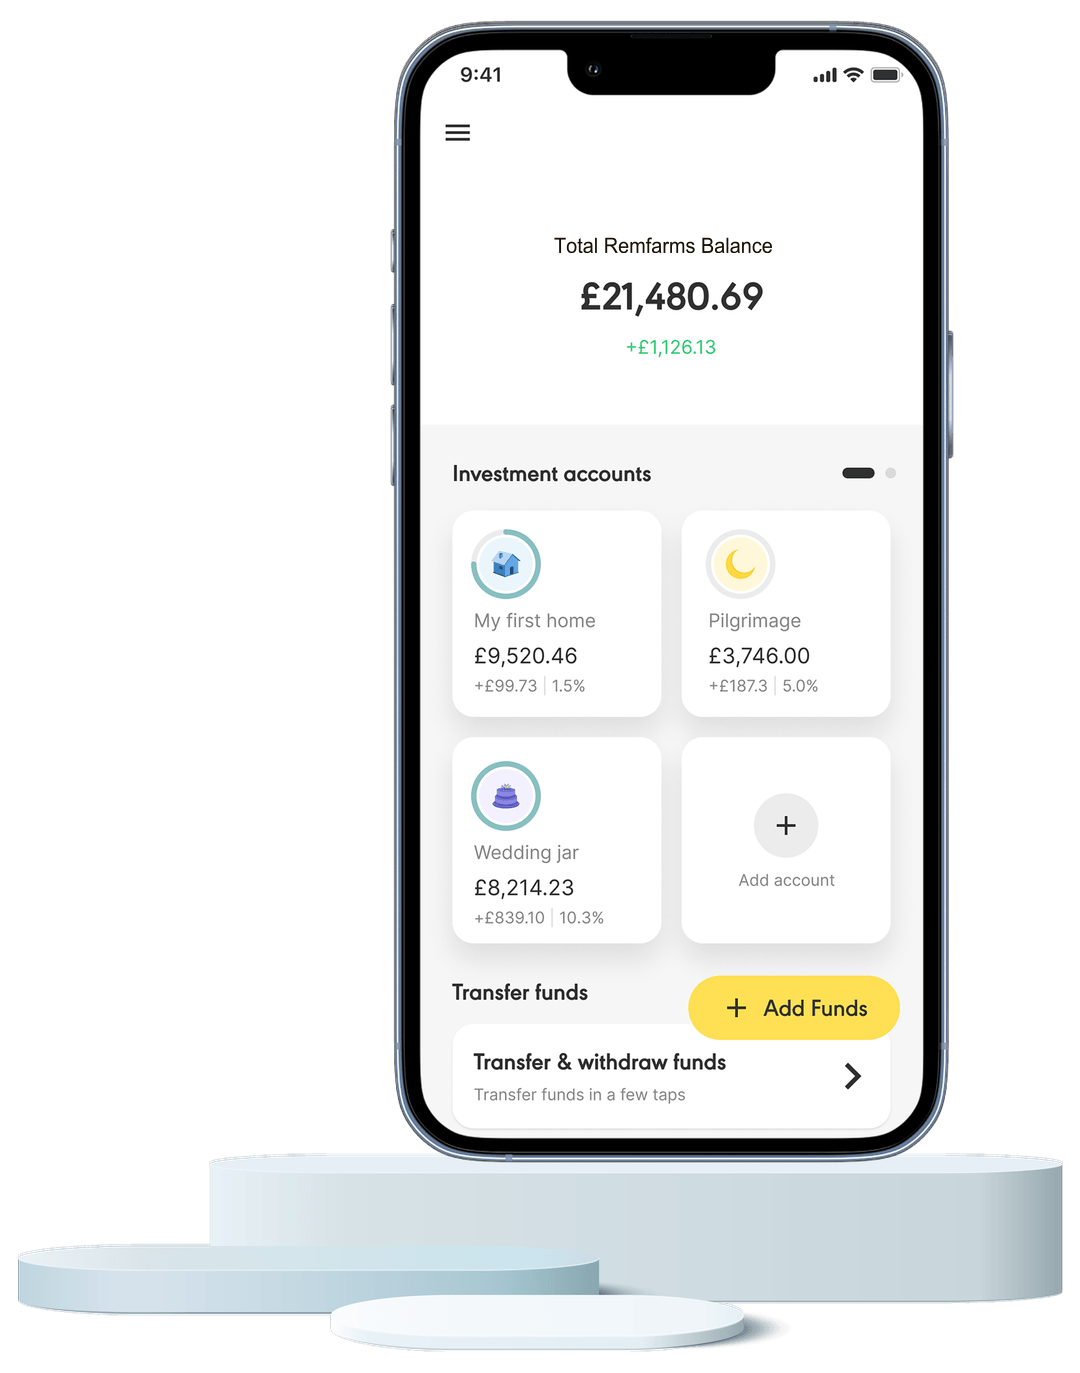 9:41
Total Remfarms Balance
£21,480.69
+£1,126.13
Investment accounts
My first home
£9,520.46
+£99.73 | 1.5%
Pilgrimage
£3,746.00
+£187.3 | 5.0%
Wedding jar
£8,214.23
+£839.10 | 10.3%
+
Add account
Transfer funds
+ Add Funds
Transfer & withdraw funds
Transfer funds in a few taps